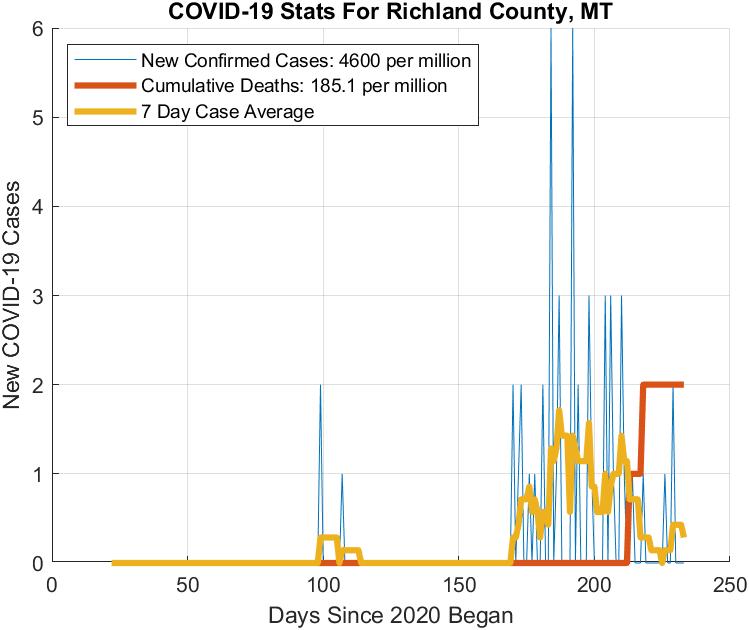 COVID-19 Stats For Richland County, MT
New Confirmed Cases: 4600 per million
Cumulative Deaths: 185.1 per million
7 Day Case Average
New COVID-19 Cases
6
5
4
3
2
1
0
0 50 100 150 200 250
Days Since 2020 Began